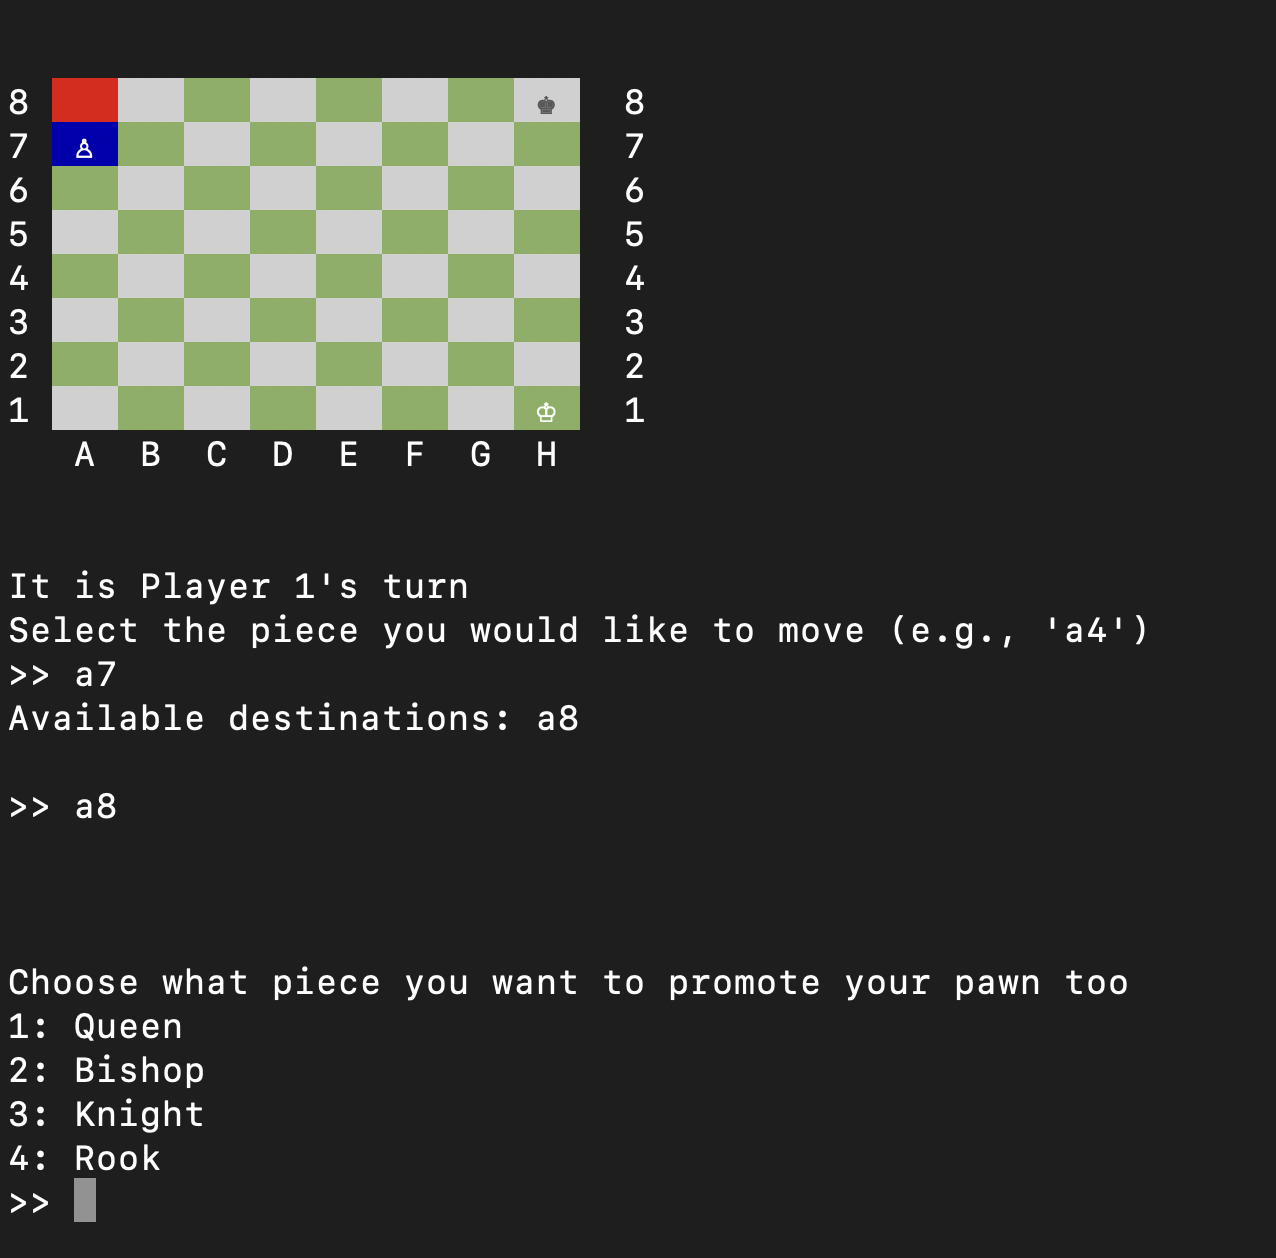 8 ♚ 8
7 ♙ 7
6 6
5 5
4 4
3 3
2 2
1 ♔ 1
A B C D E F G H
It is Player 1's turn
Select the piece you would like to move (e.g., 'a4')
>> a7
Available destinations: a8
>> a8
Choose what piece you want to promote your pawn too
1: Queen
2: Bishop
3: Knight
4: Rook
>>